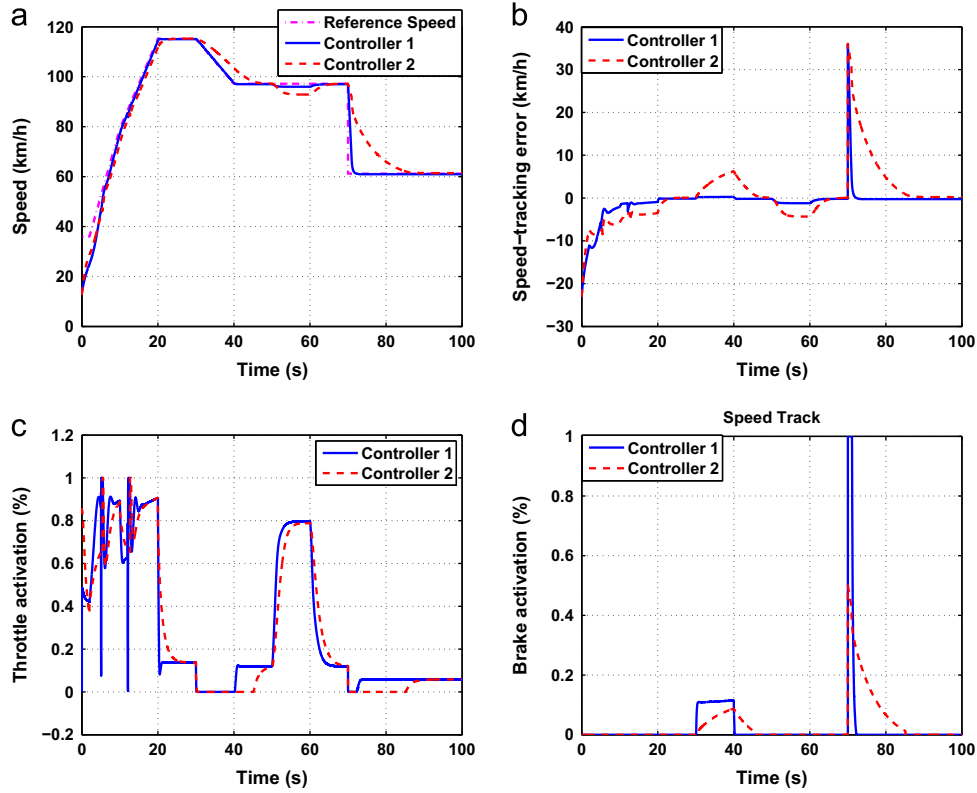 a
Reference Speed
Controller 1
Controller 2
120
100
80
60
40
20
0
Speed (km/h)
0 20 40 60 80 100
Time (s)
b
Controller 1
Controller 2
40
30
20
10
0
−10
−20
−30
Speed−tracking error (km/h)
0 20 40 60 80 100
Time (s)
c
Controller 1
Controller 2
1.2
1
0.8
0.6
0.4
0.2
0
−0.2
Throttle activation (%)
0 20 40 60 80 100
Time (s)
d
Speed Track
Controller 1
Controller 2
1
0.8
0.6
0.4
0.2
0
Brake activation (%)
0 20 40 60 80 100
Time (s)